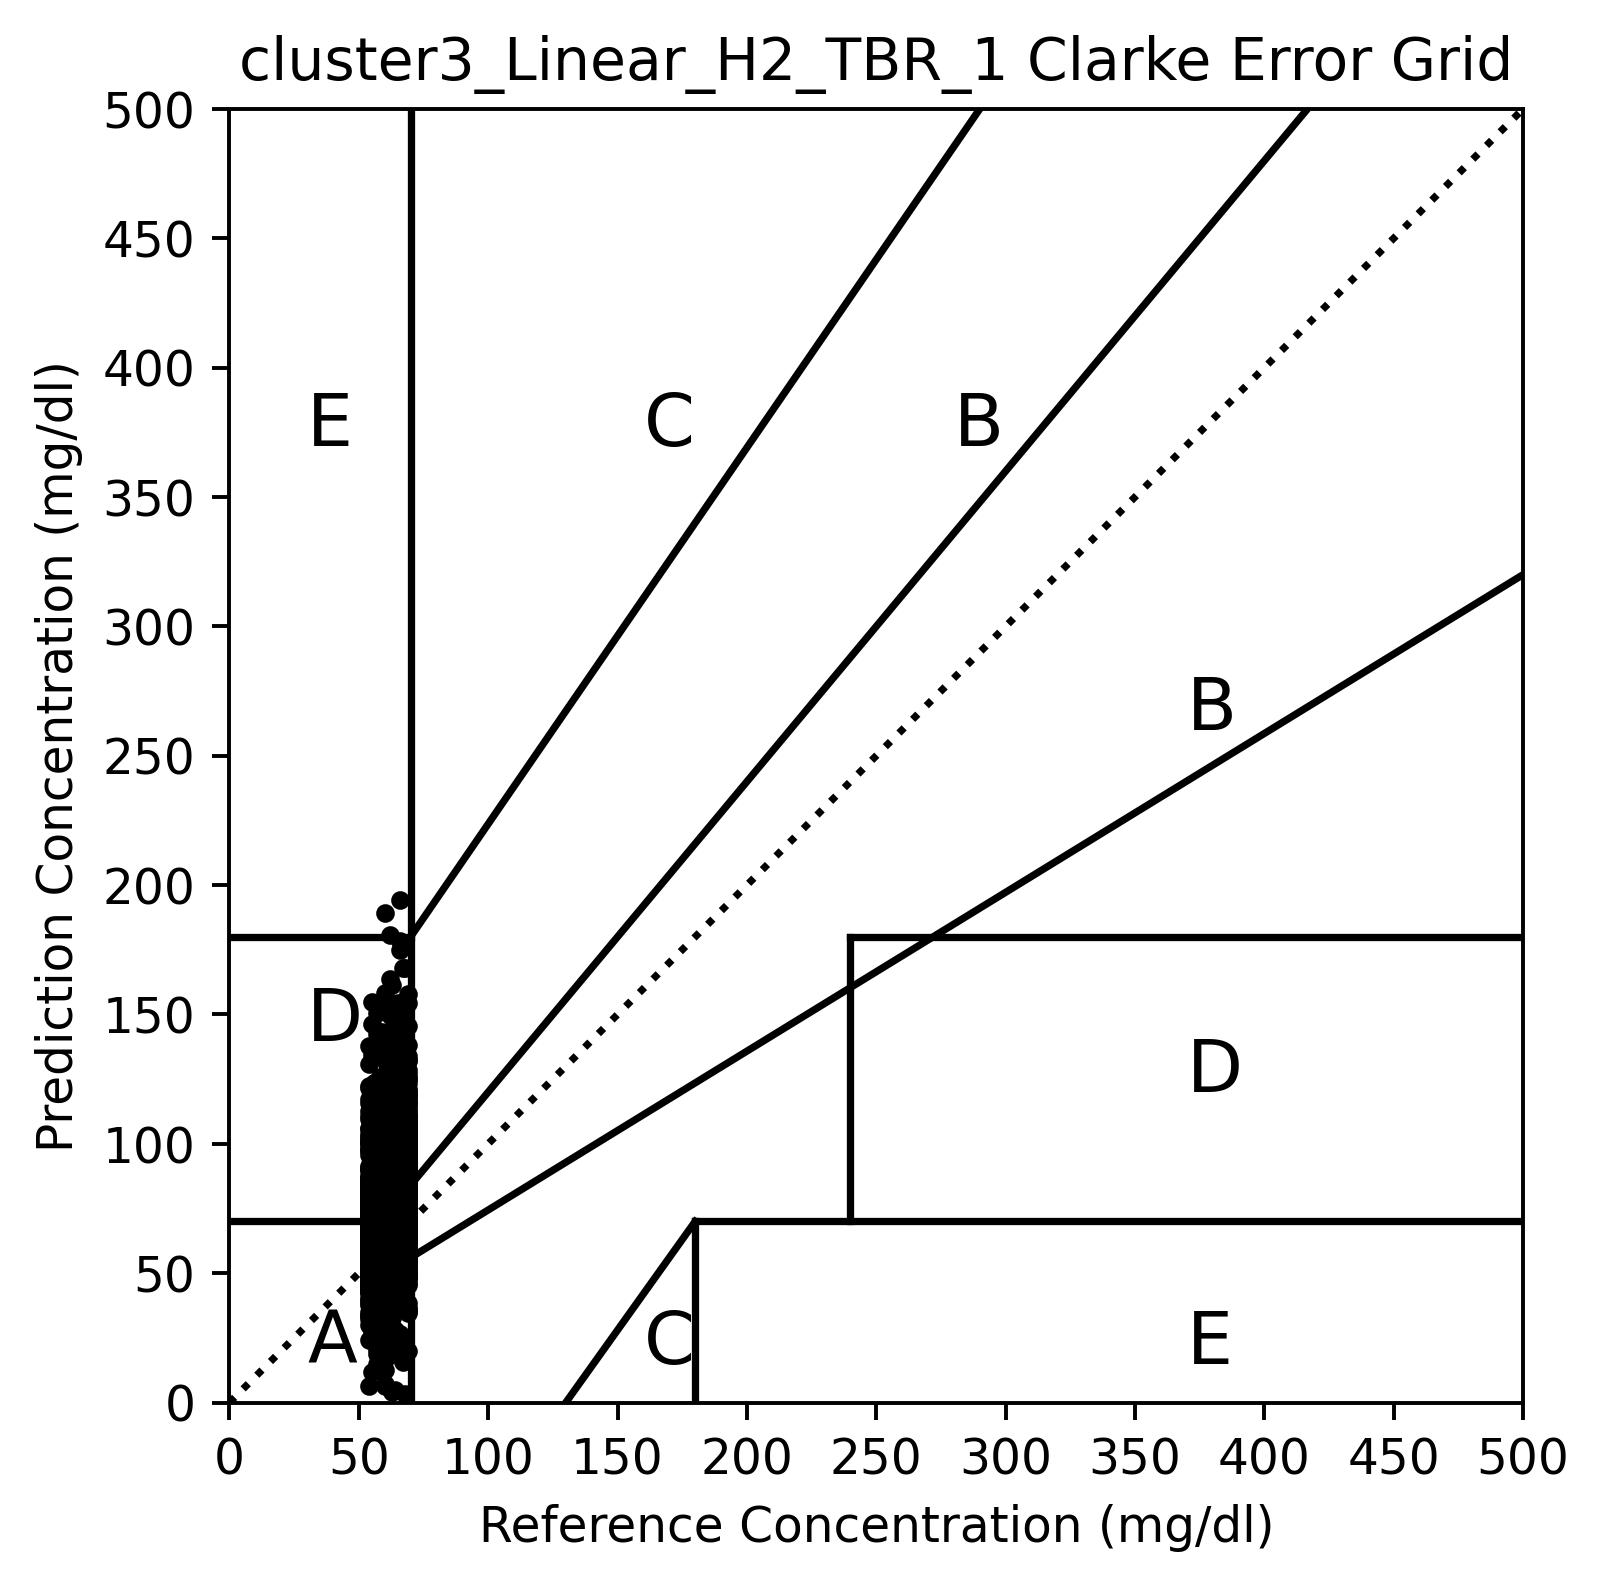 cluster3_Linear_H2_TBR_1 Clarke Error Grid
500
450
400
350
300
250
200
150
100
50
0
Prediction Concentration (mg/dl)
E
C
B
B
D
D
A
C
E
0 50 100 150 200 250 300 350 400 450 500
Reference Concentration (mg/dl)